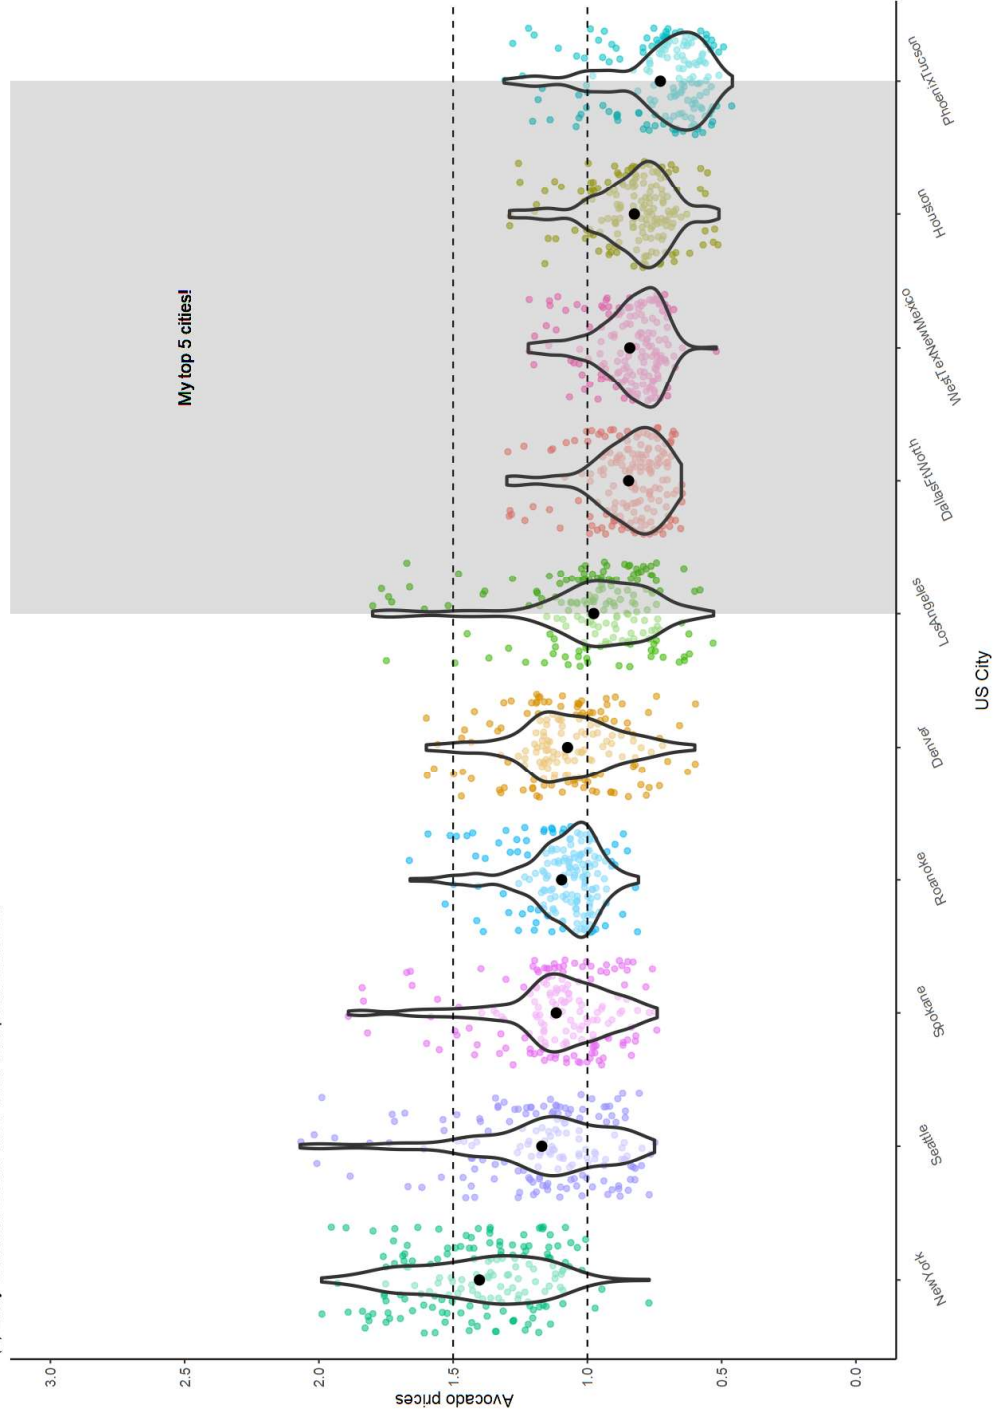 3.0
2.5
2.0
1.5
1.0
0.5
0.0
Avocado prices
My top 5 cities!
NewYork
Seattle
Spokane
Roanoke
Denver
LosAngeles
DallasFtWorth
WestTexNewMexico
Houston
PhoenixTucson
US City